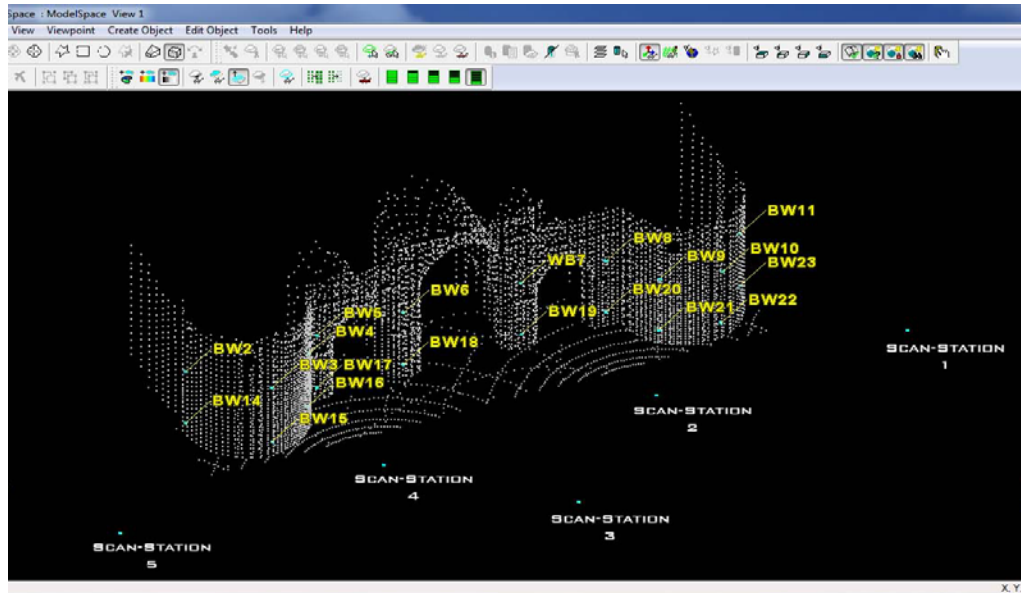 Space : ModelSpace View 1
View Viewpoint Create Object Edit Object Tools Help
BW11
BW8
BW10
BW9
WB7
BW23
BW6
BW20
BW22
BW5
BW21
BW19
BW4
BW18
BW2
BW3 BW17
BW16
BW14
BW15
SCAN-STATION
1
SCAN-STATION
2
SCAN-STATION
4
SCAN-STATION
3
SCAN-STATION
5
X, Y